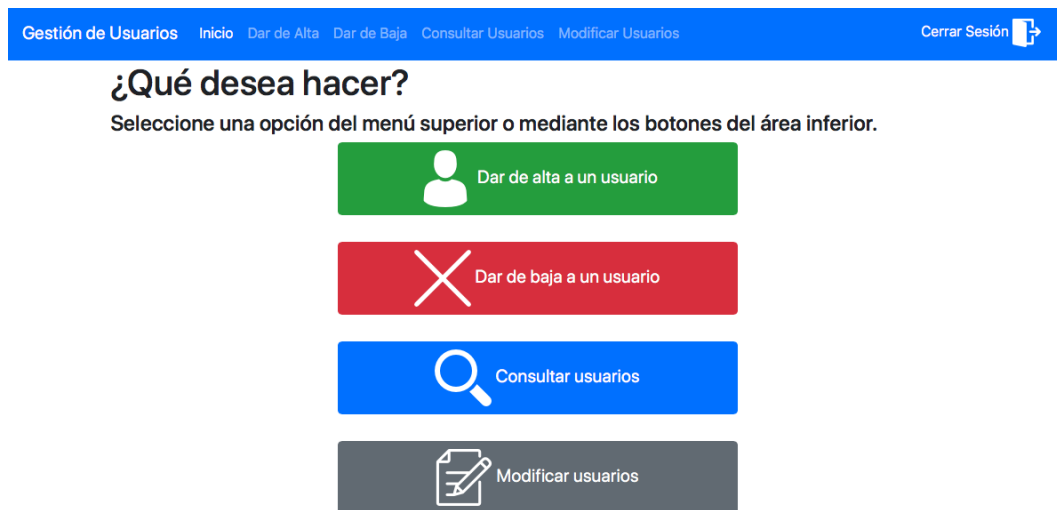 Gestión de Usuarios Inicio Dar de Alta Dar de Baja Consultar Usuarios Modificar Usuarios Cerrar Sesión
¿Qué desea hacer?
Seleccione una opción del menú superior o mediante los botones del área inferior.
Dar de alta a un usuario
Dar de baja a un usuario
Consultar usuarios
Modificar usuarios